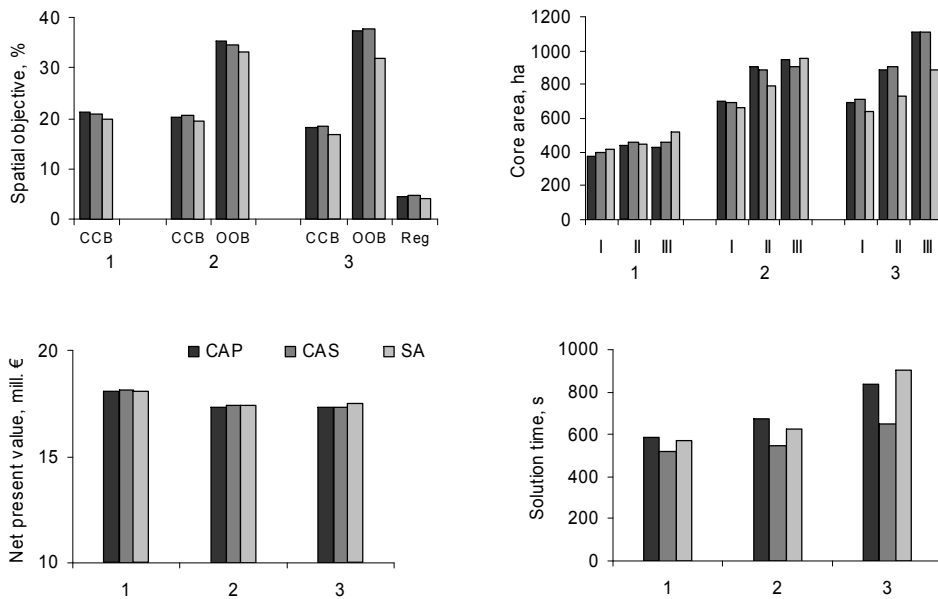 Spatial objective, %
40
30
20
10
0
CCB CCB OOB CCB OOB Reg
1 2 3
Core area, ha
1200
1000
800
600
400
200
0
I II III I II III I II III
1 2 3
Net present value, mill. €
20
15
10
CAP CAS SA
1 2 3
Solution time, s
1000
800
600
400
200
0
1 2 3